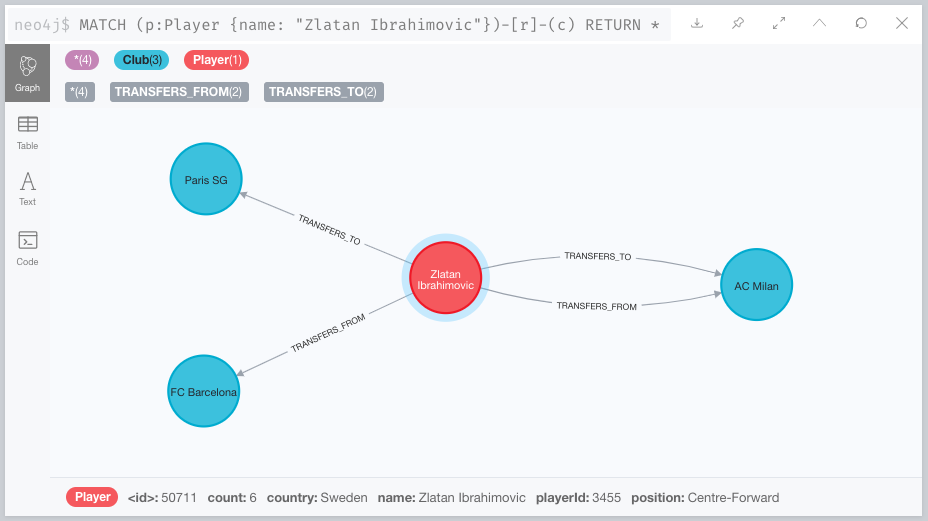 neo4j$ MATCH (p:Player {name: "Zlatan Ibrahimovic"})-[r]-(c) RETURN *
Graph
Table
Text
Code
*(4) Club(3) Player(1)
*(4) TRANSFERS_FROM(2) TRANSFERS_TO(2)
Paris SG
TRANSFERS_TO
Zlatan
Ibrahimovic
TRANSFERS_TO
AC Milan
TRANSFERS_FROM
TRANSFERS_FROM
FC Barcelona
Player <id>: 50711 count: 6 country: Sweden name: Zlatan Ibrahimovic playerId: 3455 position: Centre-Forward